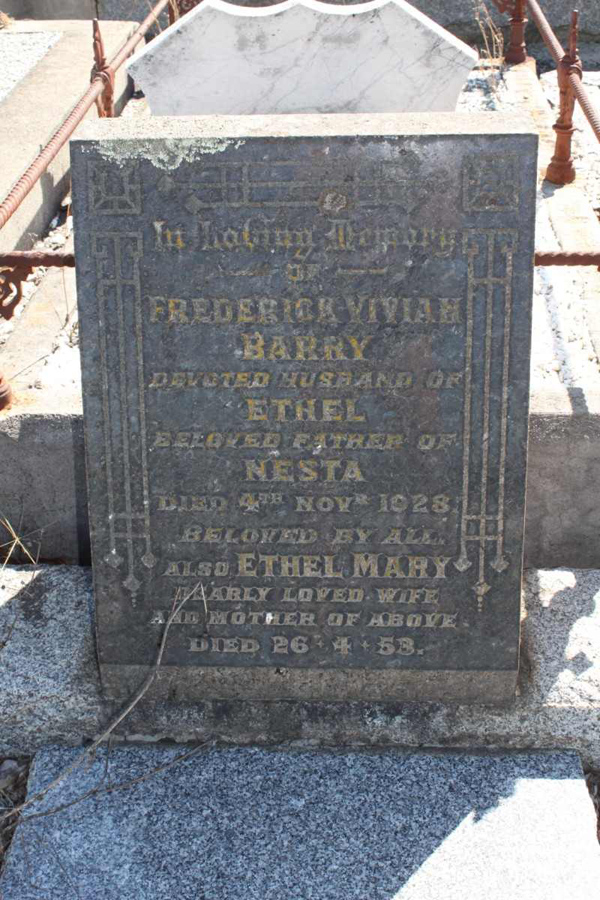 In Loving Memory
OF
FREDERICK VIVIAN
BARRY
DEVOTED HUSBAND OF
ETHEL
BELOVED FATHER OF
NESTA
DIED 4TH NOVR 1928.
BELOVED BY ALL.
ALSO ETHEL MARY
DEARLY LOVED WIFE
AND MOTHER OF ABOVE.
DIED 26·4·53.